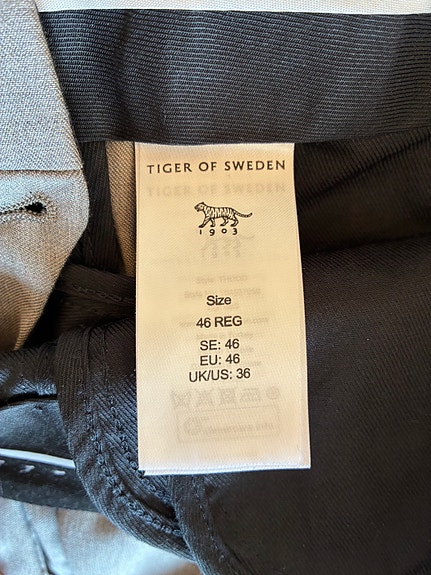 TIGER OF SWEDEN
1903
Size
46 REG
SE: 46
EU: 46
UK/US: 36